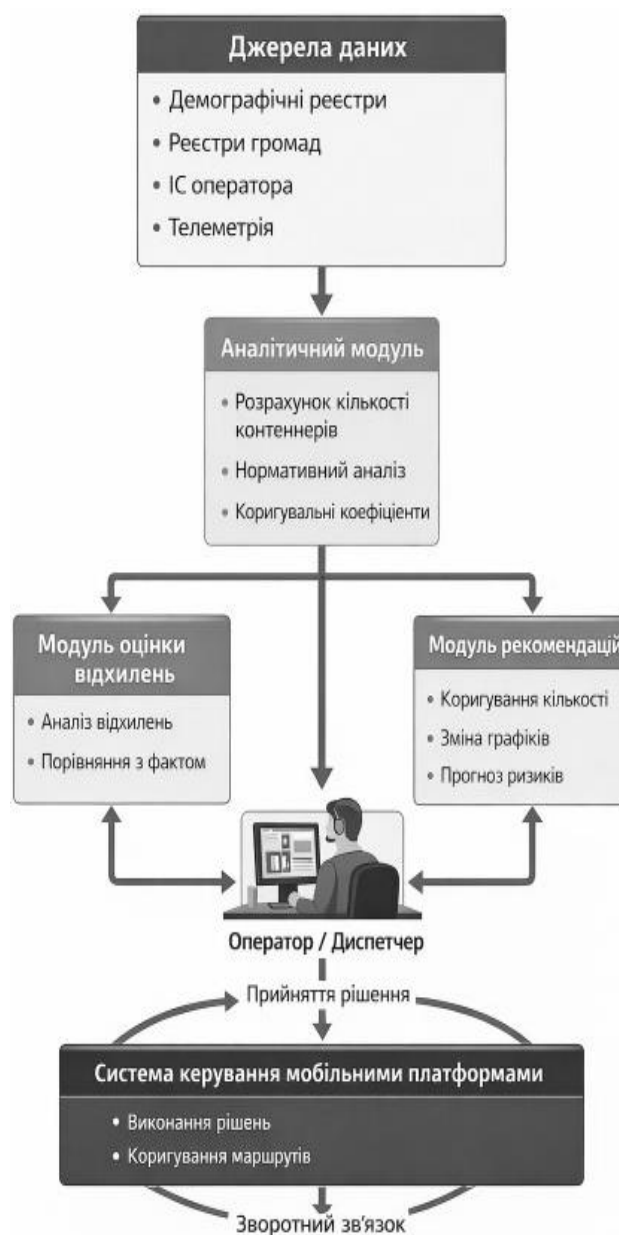 Джерела даних
• Демографічні реєстри
• Реєстри громад
• ІС оператора
• Телеметрія
Аналітичний модуль
• Розрахунок кількості
контеннерів
• Нормативний аналіз
• Коригувальні коефіцієнти
Модуль оцінки
відхилень
• Аналіз відхилень
• Порівняння з фактом
Модуль рекомендацій
• Коригування кількості
• Зміна графіків
• Прогноз ризиків
Оператор / Диспетчер
Прийняття рішення
Система керування мобільними платформами
• Виконання рішень
• Коригування маршрутів
Зворотний зв'язок